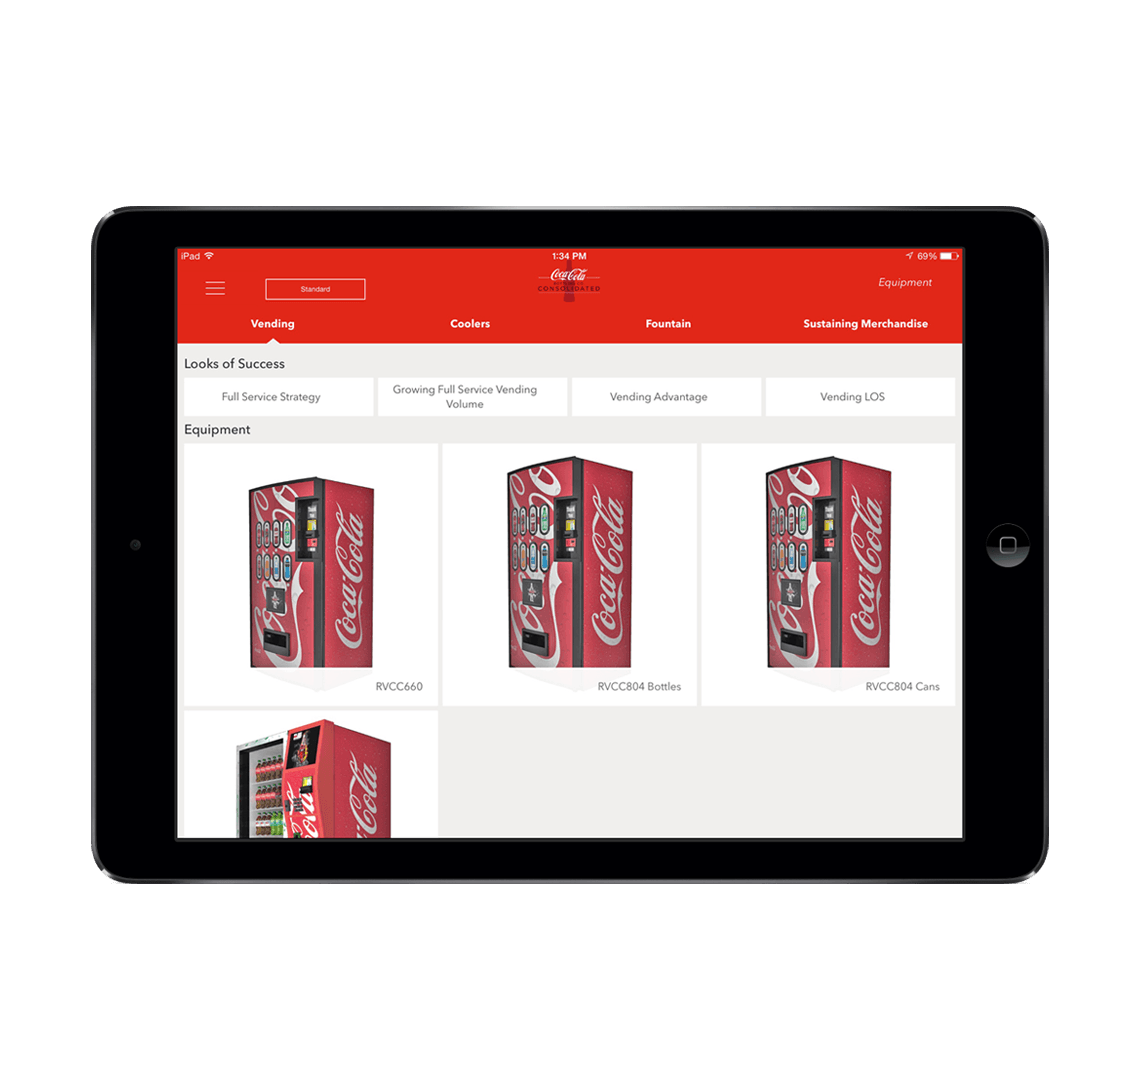 iPad
1:34 PM
69%
Standard
Coca-Cola
CONSOLIDATED
Equipment
Vending
Coolers
Fountain
Sustaining Merchandise
Looks of Success
Full Service Strategy
Growing Full Service Vending
Volume
Vending Advantage
Vending LOS
Equipment
Coca-Cola
Coca-Cola
Coca-Cola
RVCC660
RVCC804 Bottles
RVCC804 Cans